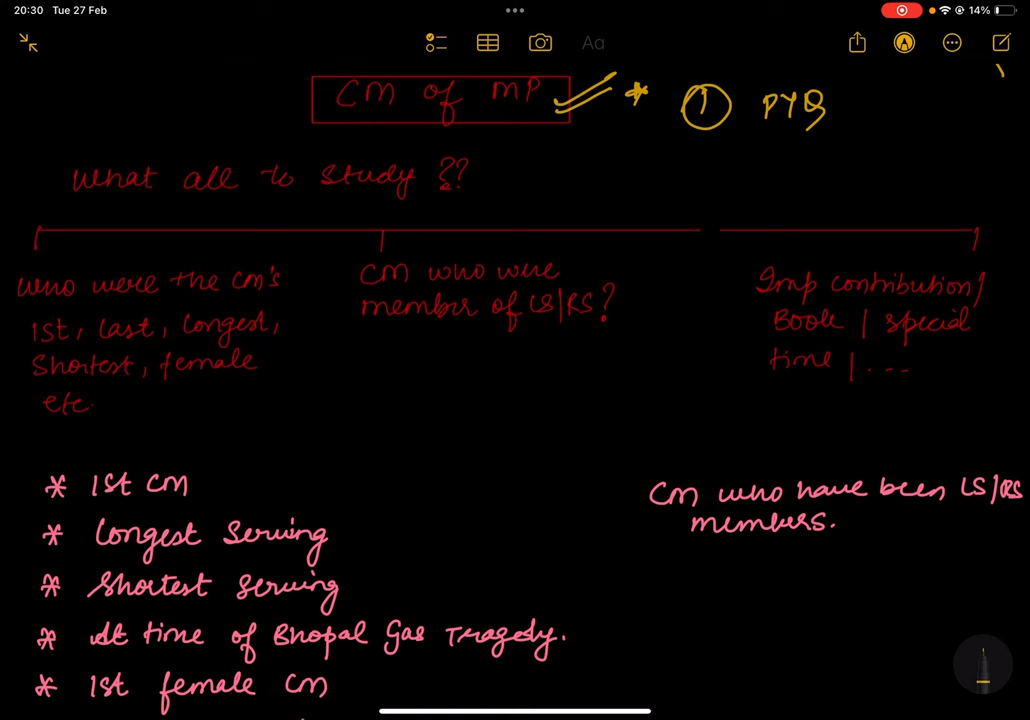 20:30 Tue 27 Feb
14%
Aa
CM of MP * ① PYQ
What all to study ??
Who were the CM's
1st, Last, Longest,
Shortest, female
etc.
CM who were
member of LS/RS?
Imp contribution/
Book / special
time / ...
* 1st CM
* Longest Serving
* Shortest Serving
* At time of Bhopal Gas Tragedy.
* 1st female CM
CM who have been LS/RS
members.